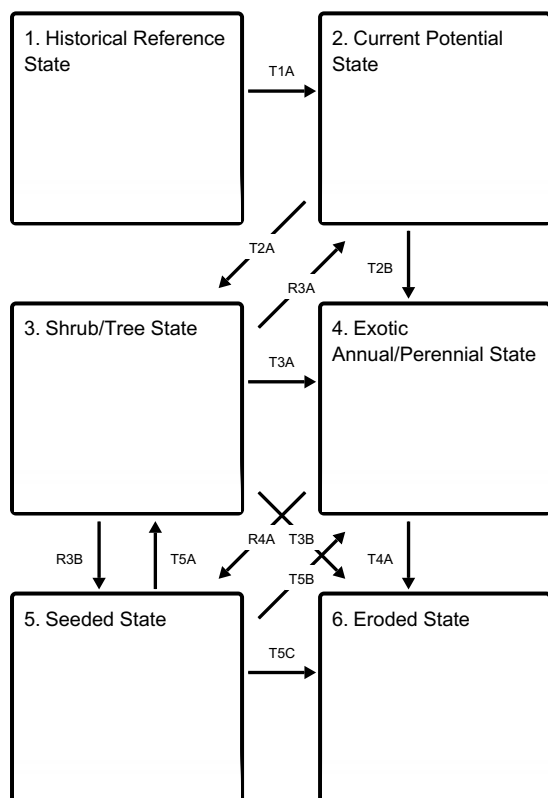 1. Historical Reference
State
2. Current Potential
State
T1A
T2A
R3A
T2B
3. Shrub/Tree State
4. Exotic
Annual/Perennial State
T3A
R3B
T5A
R4A
T3B
T5B
T4A
5. Seeded State
6. Eroded State
T5C